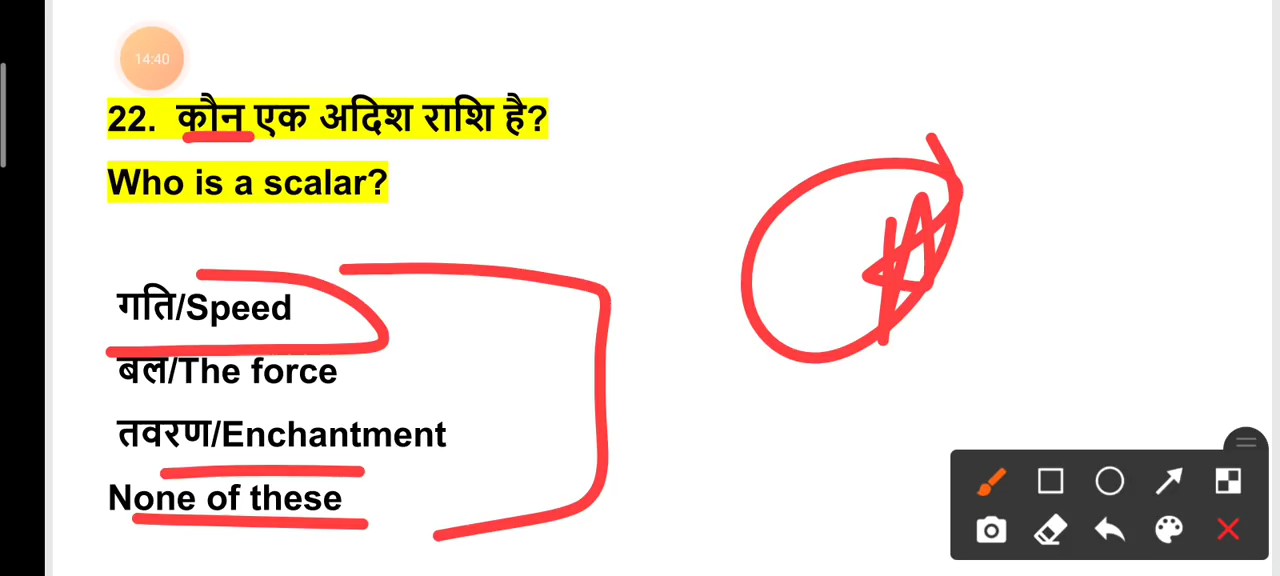 14:40
22. कौन एक अदिश राशि है?
Who is a scalar?
गति/Speed
बल/The force
तवरण/Enchantment
None of these